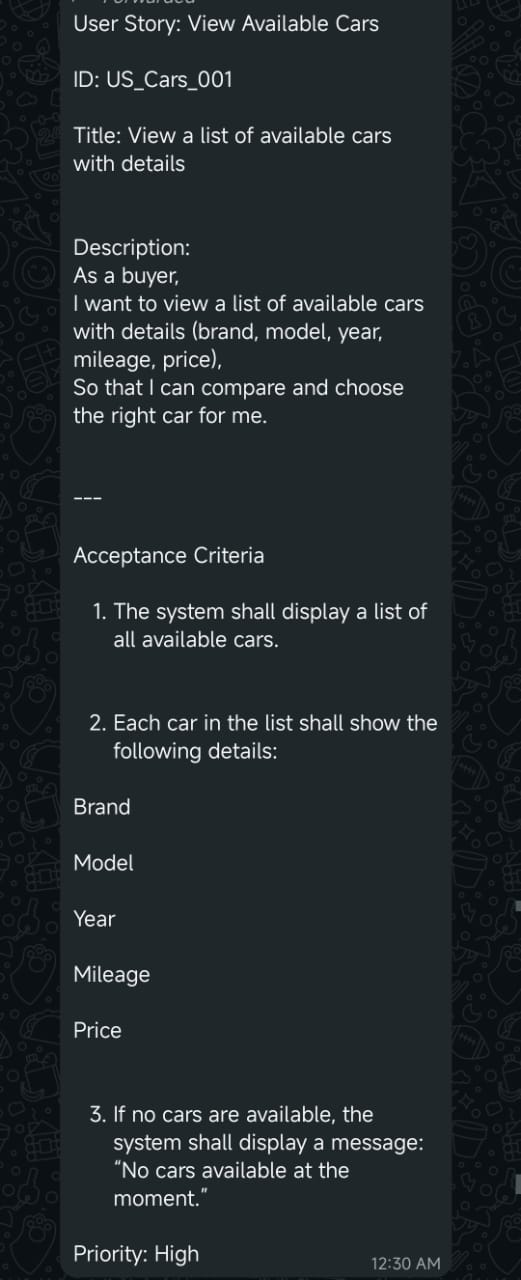 Forwarded
User Story: View Available Cars
ID: US_Cars_001
Title: View a list of available cars
with details
Description:
As a buyer,
I want to view a list of available cars
with details (brand, model, year,
mileage, price),
So that I can compare and choose
the right car for me.
---
Acceptance Criteria
1. The system shall display a list of
all available cars.
2. Each car in the list shall show the
following details:
Brand
Model
Year
Mileage
Price
3. If no cars are available, the
system shall display a message:
“No cars available at the
moment.”
Priority: High
12:30 AM